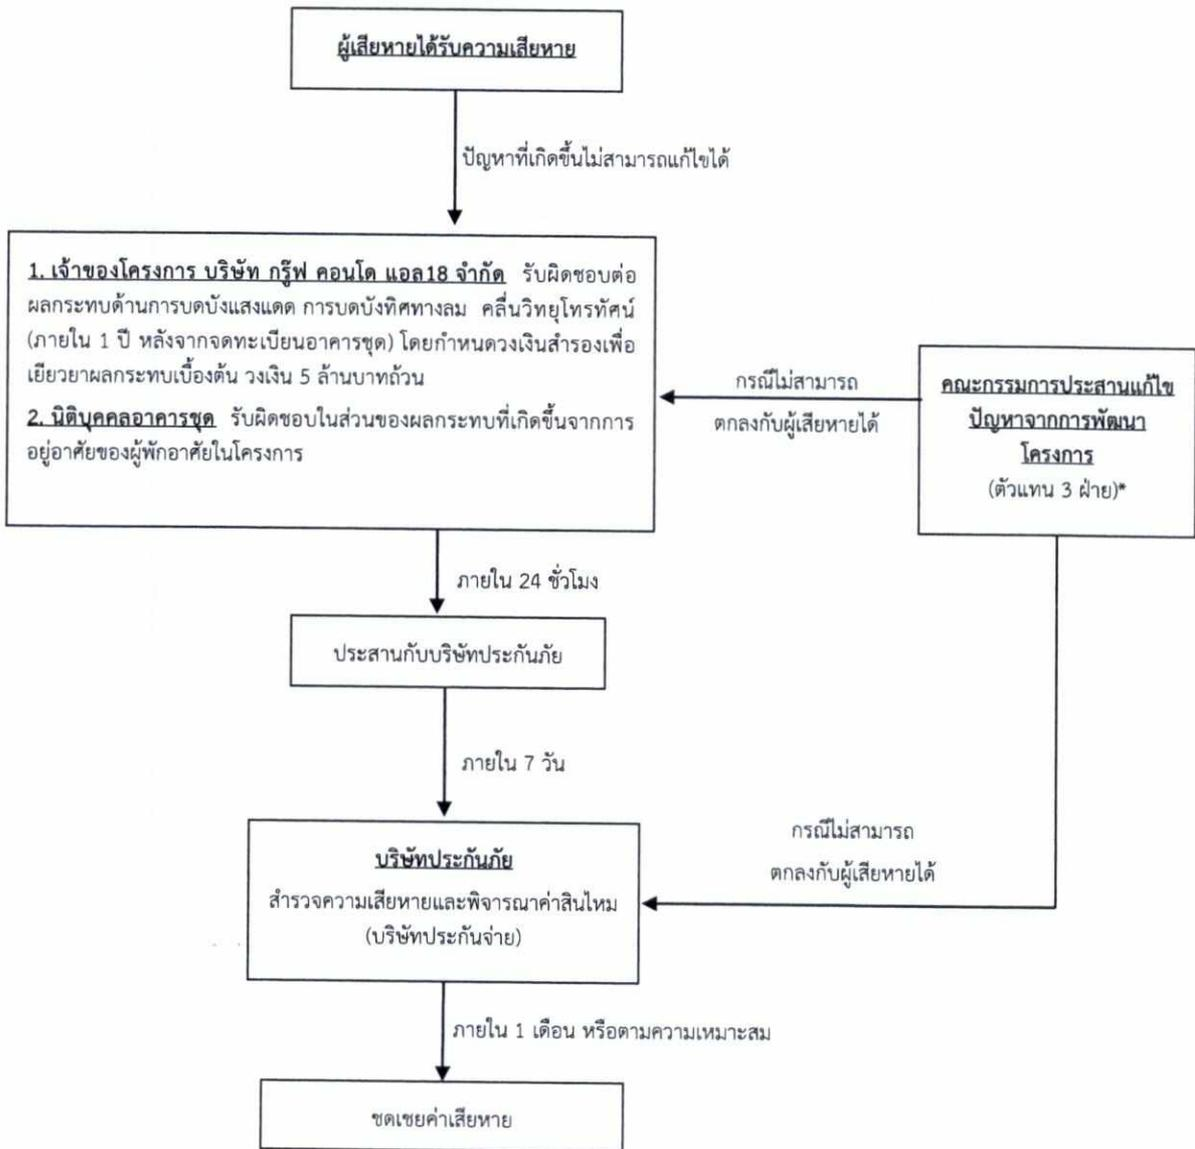 ผู้เสียหายได้รับความเสียหาย
ปัญหาที่เกิดขึ้นไม่สามารถแก้ไขได้
1. เจ้าของโครงการ บริษัท กรู๊ฟ คอนโด แอล18 จำกัด รับผิดชอบต่อ
ผลกระทบด้านการบดบังแสงแดด การบดบังทิศทางลม คลื่นวิทยุโทรทัศน์
(ภายใน 1 ปี หลังจากจดทะเบียนอาคารชุด) โดยกำหนดวงเงินสำรองเพื่อ
เยียวยาผลกระทบเบื้องต้น วงเงิน 5 ล้านบาทถ้วน
2. นิติบุคคลอาคารชุด รับผิดชอบในส่วนของผลกระทบที่เกิดขึ้นจากการ
อยู่อาศัยของผู้พักอาศัยในโครงการ
กรณีไม่สามารถ
ตกลงกับผู้เสียหายได้
คณะกรรมการประสานแก้ไข
ปัญหาจากการพัฒนา
โครงการ
(ตัวแทน 3 ฝ่าย)*
ภายใน 24 ชั่วโมง
ประสานกับบริษัทประกันภัย
ภายใน 7 วัน
บริษัทประกันภัย
สำรวจความเสียหายและพิจารณาค่าสินไหม
(บริษัทประกันจ่าย)
กรณีไม่สามารถ
ตกลงกับผู้เสียหายได้
ภายใน 1 เดือน หรือตามความเหมาะสม
ชดเชยค่าเสียหาย